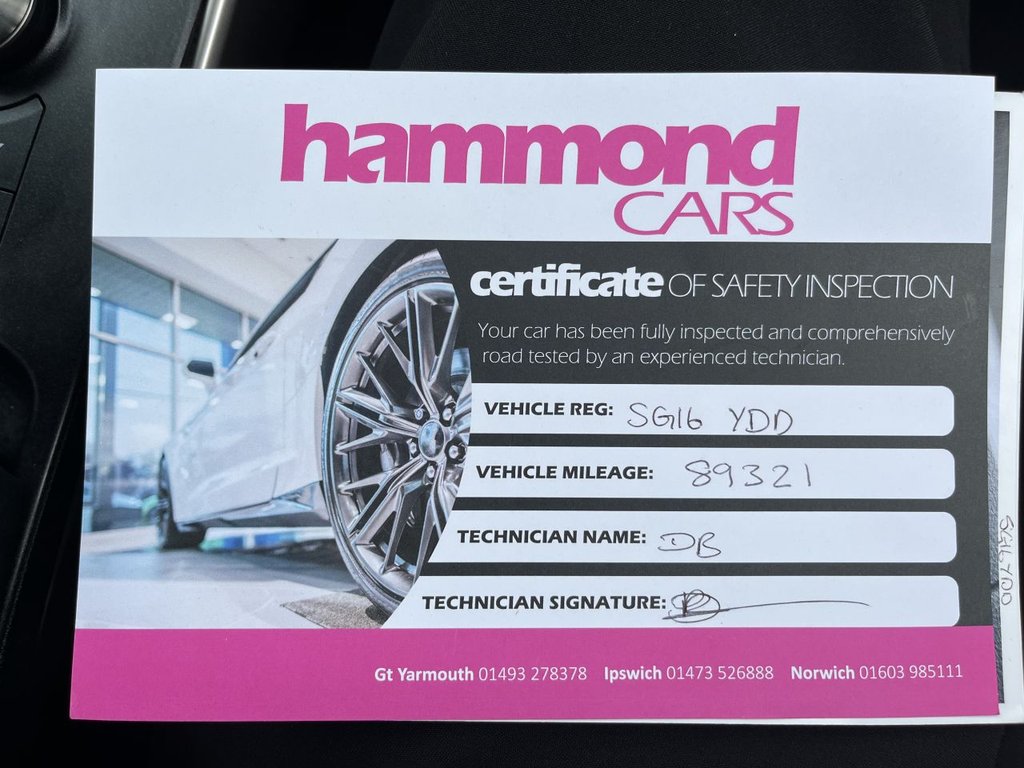 hammond
CARS
certificate OF SAFETY INSPECTION
Your car has been fully inspected and comprehensively
road tested by an experienced technician.
VEHICLE REG: SG16 YDD
VEHICLE MILEAGE: 89321
TECHNICIAN NAME: DB
TECHNICIAN SIGNATURE:
SG16 YDD
Gt Yarmouth 01493 278378 Ipswich 01473 526888 Norwich 01603 985111